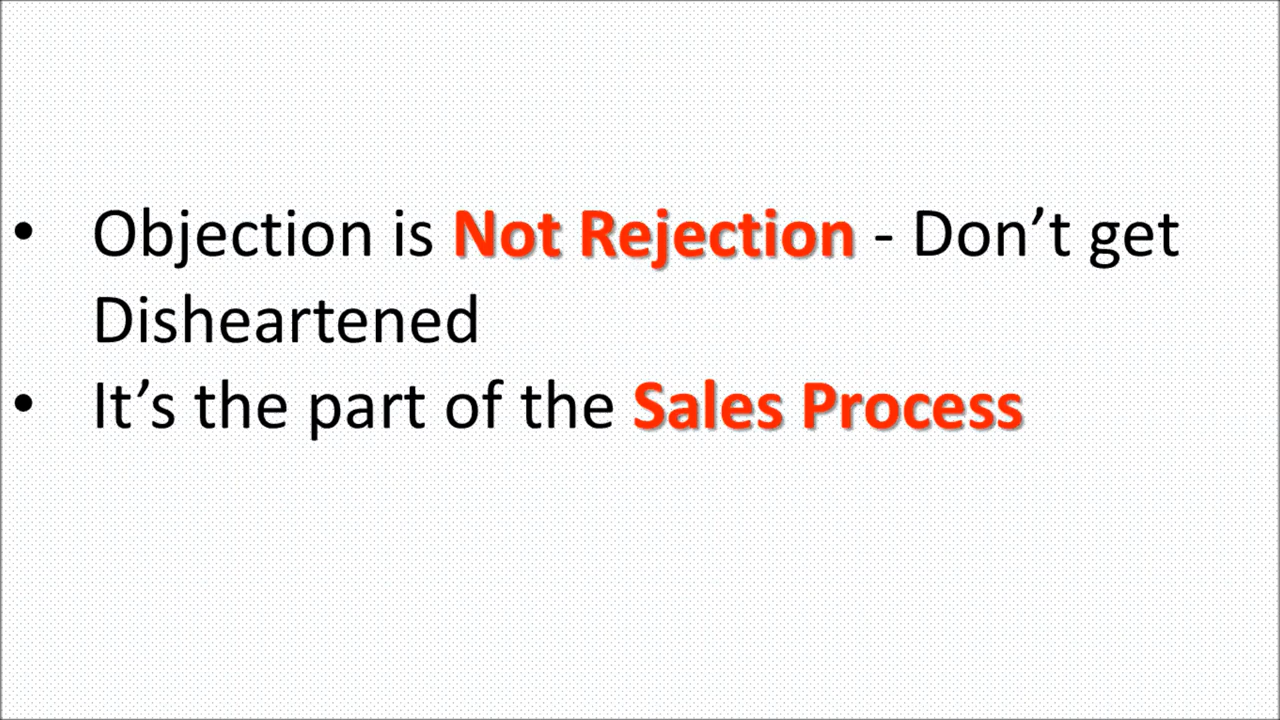 • Objection is Not Rejection - Don’t get
Disheartened
• It’s the part of the Sales Process